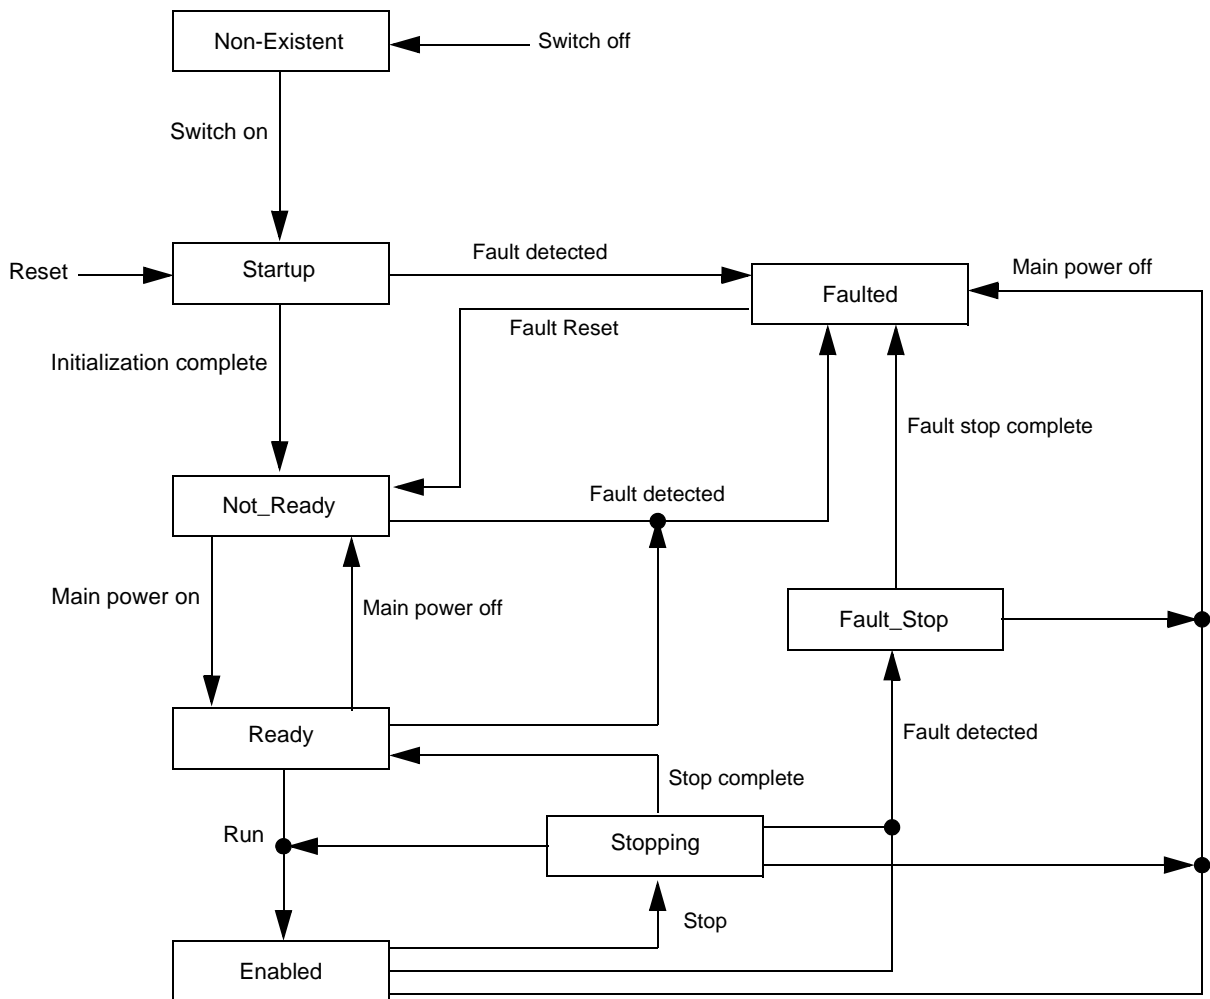 Non-Existent
Switch off
Switch on
Startup
Reset
Fault detected
Main power off
Faulted
Fault Reset
Initialization complete
Fault stop complete
Not_Ready
Fault detected
Main power on
Main power off
Fault_Stop
Ready
Fault detected
Stop complete
Run
Stopping
Stop
Enabled